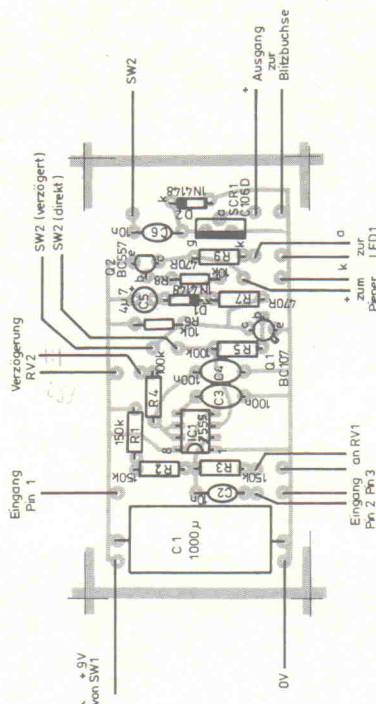 + 9V
von SW1
Eingang
Pin 1
Verzögerung
RV2
SW2 (verzögert)
SW2 (direkt)
SW2
+ Ausgang
zur
Blitzbuchse
C1
1000µ
150k
R1
R2
150k
R3
150k
C2
IC1
7555
8
1
R4
100k
C3
100n
C4
100n
R5
100k
R6
10k
C5
4µ7
+
Q2
BC557
470R
R8
1N4148
D1
k
R7
470R
Q1
BC107
c
b
e
C6
10n
R9
10k
D2
1N4148
k
SCR1
C106D
g
a
k
0V
Eingang
Pin 2
Pin 3
an RV1
+ zum
Pieper
k
a
zur
LED1